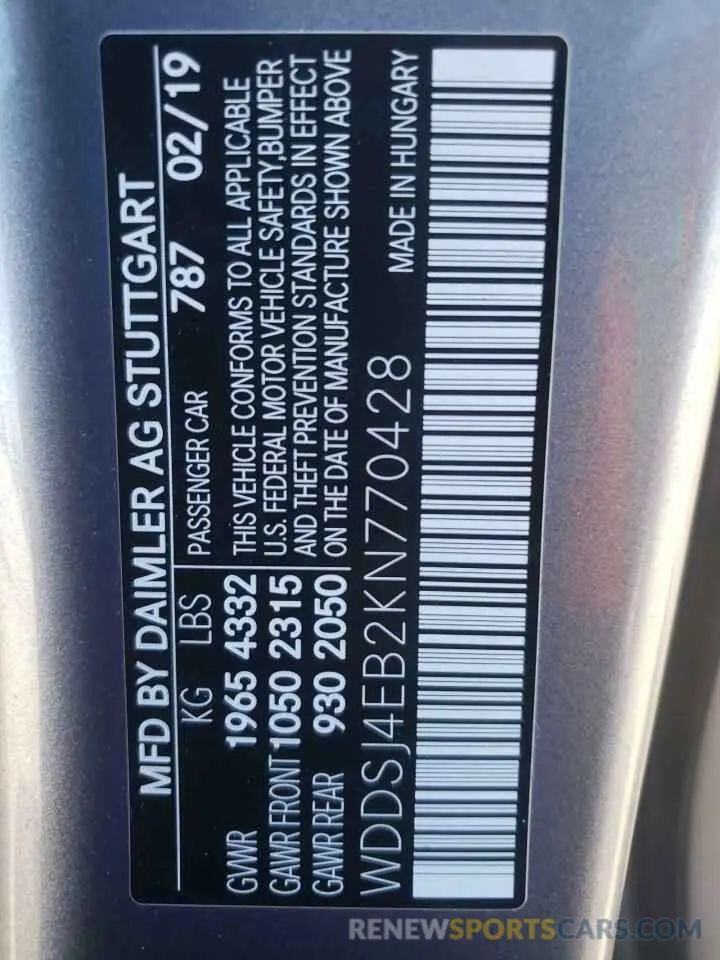 MFD BY DAIMLER AG STUTTGART
787 02/19
KG LBS PASSENGER CAR
GWWR 1965 4332
GAWR FRONT 1050 2315
GAWR REAR 930 2050
THIS VEHICLE CONFORMS TO ALL APPLICABLE
U.S. FEDERAL MOTOR VEHICLE SAFETY,BUMPER
AND THEFT PREVENTION STANDARDS IN EFFECT
ON THE DATE OF MANUFACTURE SHOWN ABOVE
WDDSJ4EB2KN770428 MADE IN HUNGARY
RENEWSPORTSCARS.COM